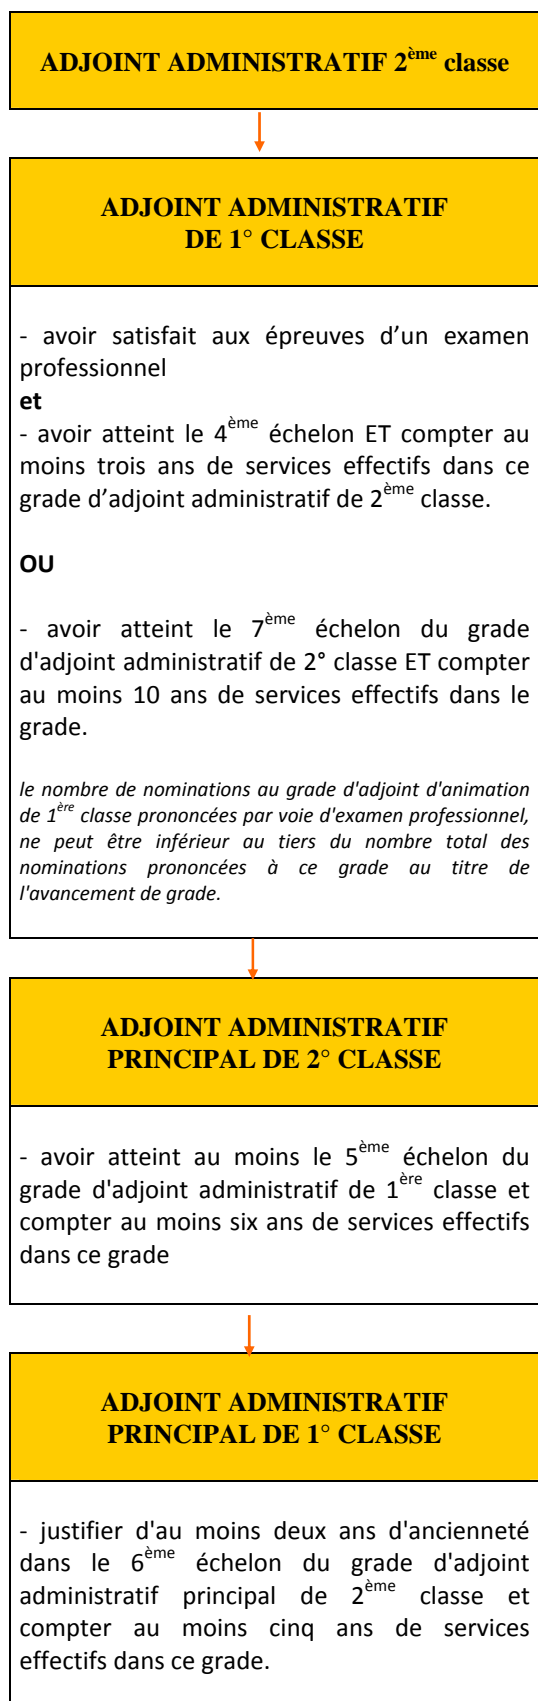 ADJOINT ADMINISTRATIF 2ème classe
ADJOINT ADMINISTRATIF
DE 1° CLASSE
- avoir satisfait aux épreuves d’un examen
professionnel
et
- avoir atteint le 4ème échelon ET compter au
moins trois ans de services effectifs dans ce
grade d’adjoint administratif de 2ème classe.
OU
- avoir atteint le 7ème échelon du grade
d'adjoint administratif de 2° classe ET compter
au moins 10 ans de services effectifs dans le
grade.
le nombre de nominations au grade d'adjoint d'animation
de 1ère classe prononcées par voie d'examen professionnel,
ne peut être inférieur au tiers du nombre total des
nominations prononcées à ce grade au titre de
l'avancement de grade.
ADJOINT ADMINISTRATIF
PRINCIPAL DE 2° CLASSE
- avoir atteint au moins le 5ème échelon du
grade d'adjoint administratif de 1ère classe et
compter au moins six ans de services effectifs
dans ce grade
ADJOINT ADMINISTRATIF
PRINCIPAL DE 1° CLASSE
- justifier d'au moins deux ans d'ancienneté
dans le 6ème échelon du grade d'adjoint
administratif principal de 2ème classe et
compter au moins cinq ans de services
effectifs dans ce grade.